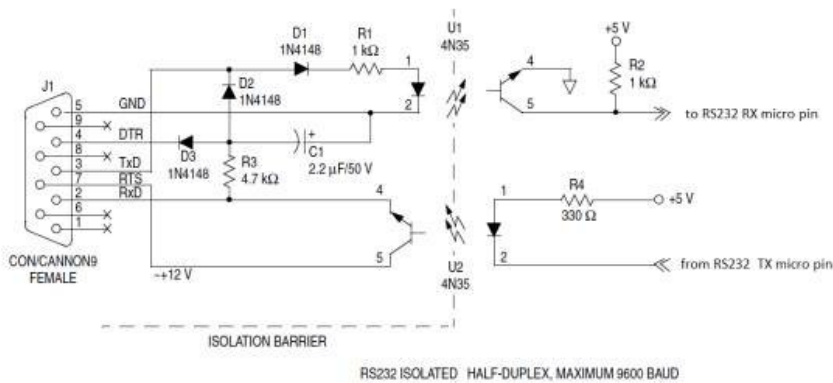 D1
1N4148
R1
1 kΩ
U1
4N35
+5 V
J1
1
2
4
5
R2
1 kΩ
D2
1N4148
5
GND
9
4
DTR
8
3
TxD
7
RTS
2
RxD
6
1
to RS232 RX micro pin
D3
1N4148
R3
4.7 kΩ
+
C1
2.2 μF/50 V
4
5
1
2
R4
330 Ω
+5 V
CON/CANNON9
FEMALE
~+12 V
U2
4N35
from RS232 TX micro pin
ISOLATION BARRIER
RS232 ISOLATED HALF-DUPLEX, MAXIMUM 9600 BAUD